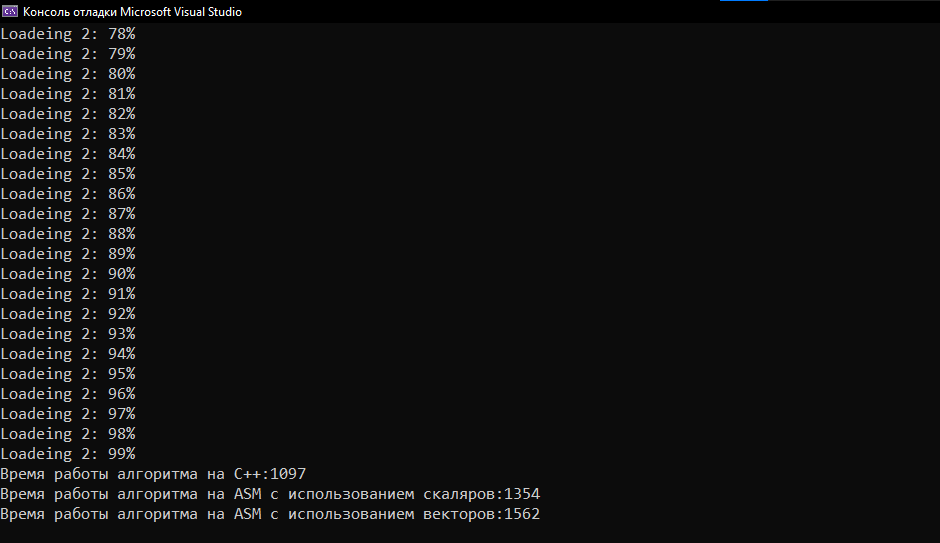 Консоль отладки Microsoft Visual Studio
Loadeing 2: 78%
Loadeing 2: 79%
Loadeing 2: 80%
Loadeing 2: 81%
Loadeing 2: 82%
Loadeing 2: 83%
Loadeing 2: 84%
Loadeing 2: 85%
Loadeing 2: 86%
Loadeing 2: 87%
Loadeing 2: 88%
Loadeing 2: 89%
Loadeing 2: 90%
Loadeing 2: 91%
Loadeing 2: 92%
Loadeing 2: 93%
Loadeing 2: 94%
Loadeing 2: 95%
Loadeing 2: 96%
Loadeing 2: 97%
Loadeing 2: 98%
Loadeing 2: 99%
Время работы алгоритма на C++:1097
Время работы алгоритма на ASM с использованием скаляров:1354
Время работы алгоритма на ASM с использованием векторов:1562